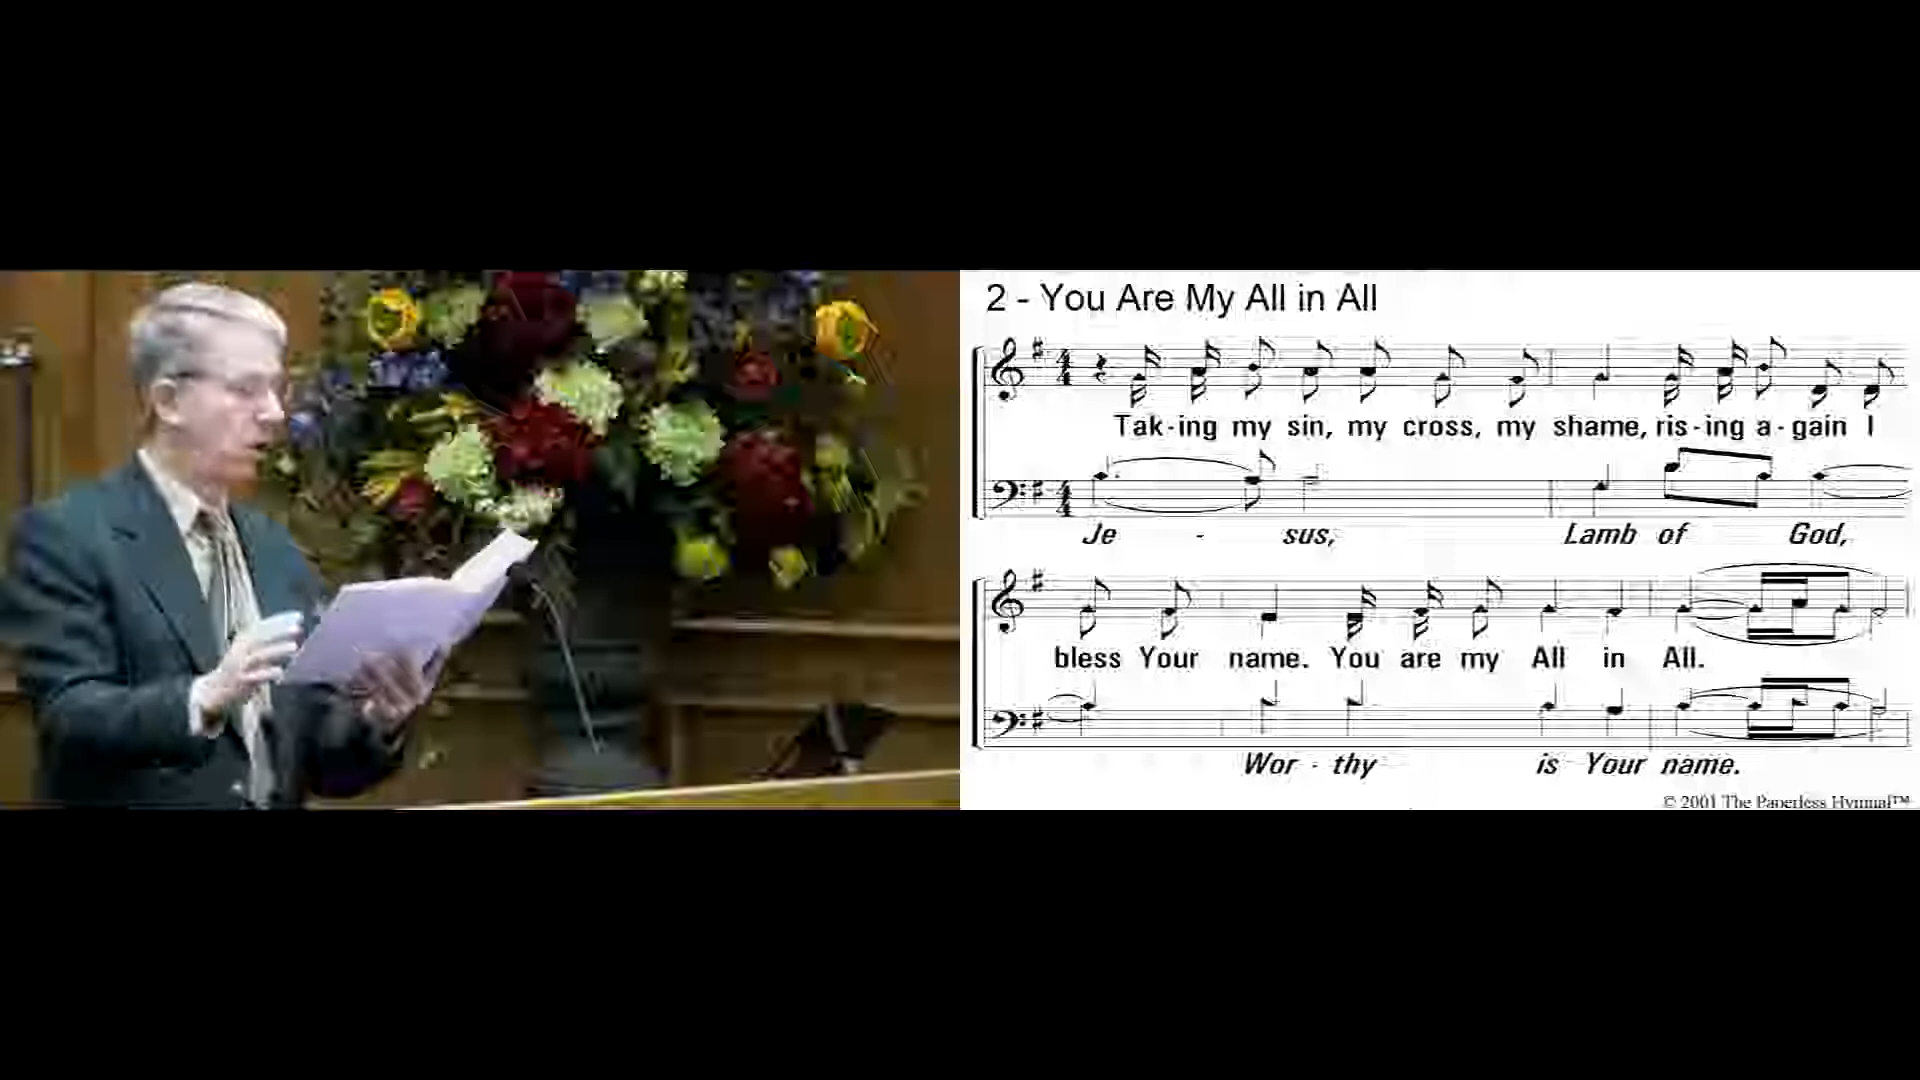 2 - You Are My All in All
Tak-ing my sin, my cross, my shame, ris-ing a-gain I
Je - sus, Lamb of God,
bless Your name. You are my All in All.
Wor - thy is Your name.
© 2001 The Paperless Hymnal™